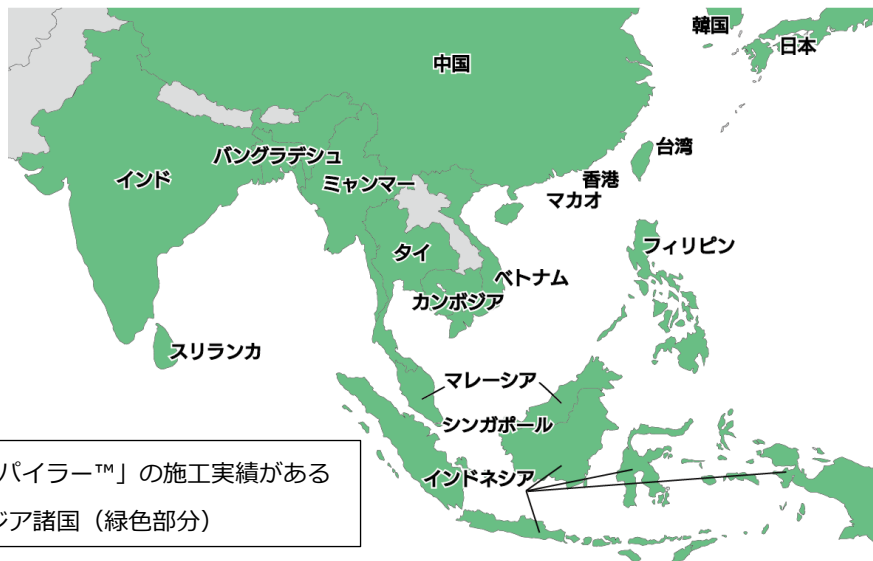 韓国
日本
中国
台湾
バングラデシュ
インド
ミャンマー
香港
マカオ
タイ
フィリピン
ベトナム
カンボジア
スリランカ
マレーシア
シンガポール
インドネシア
パイラー™」の施工実績がある
ジア諸国（緑色部分）